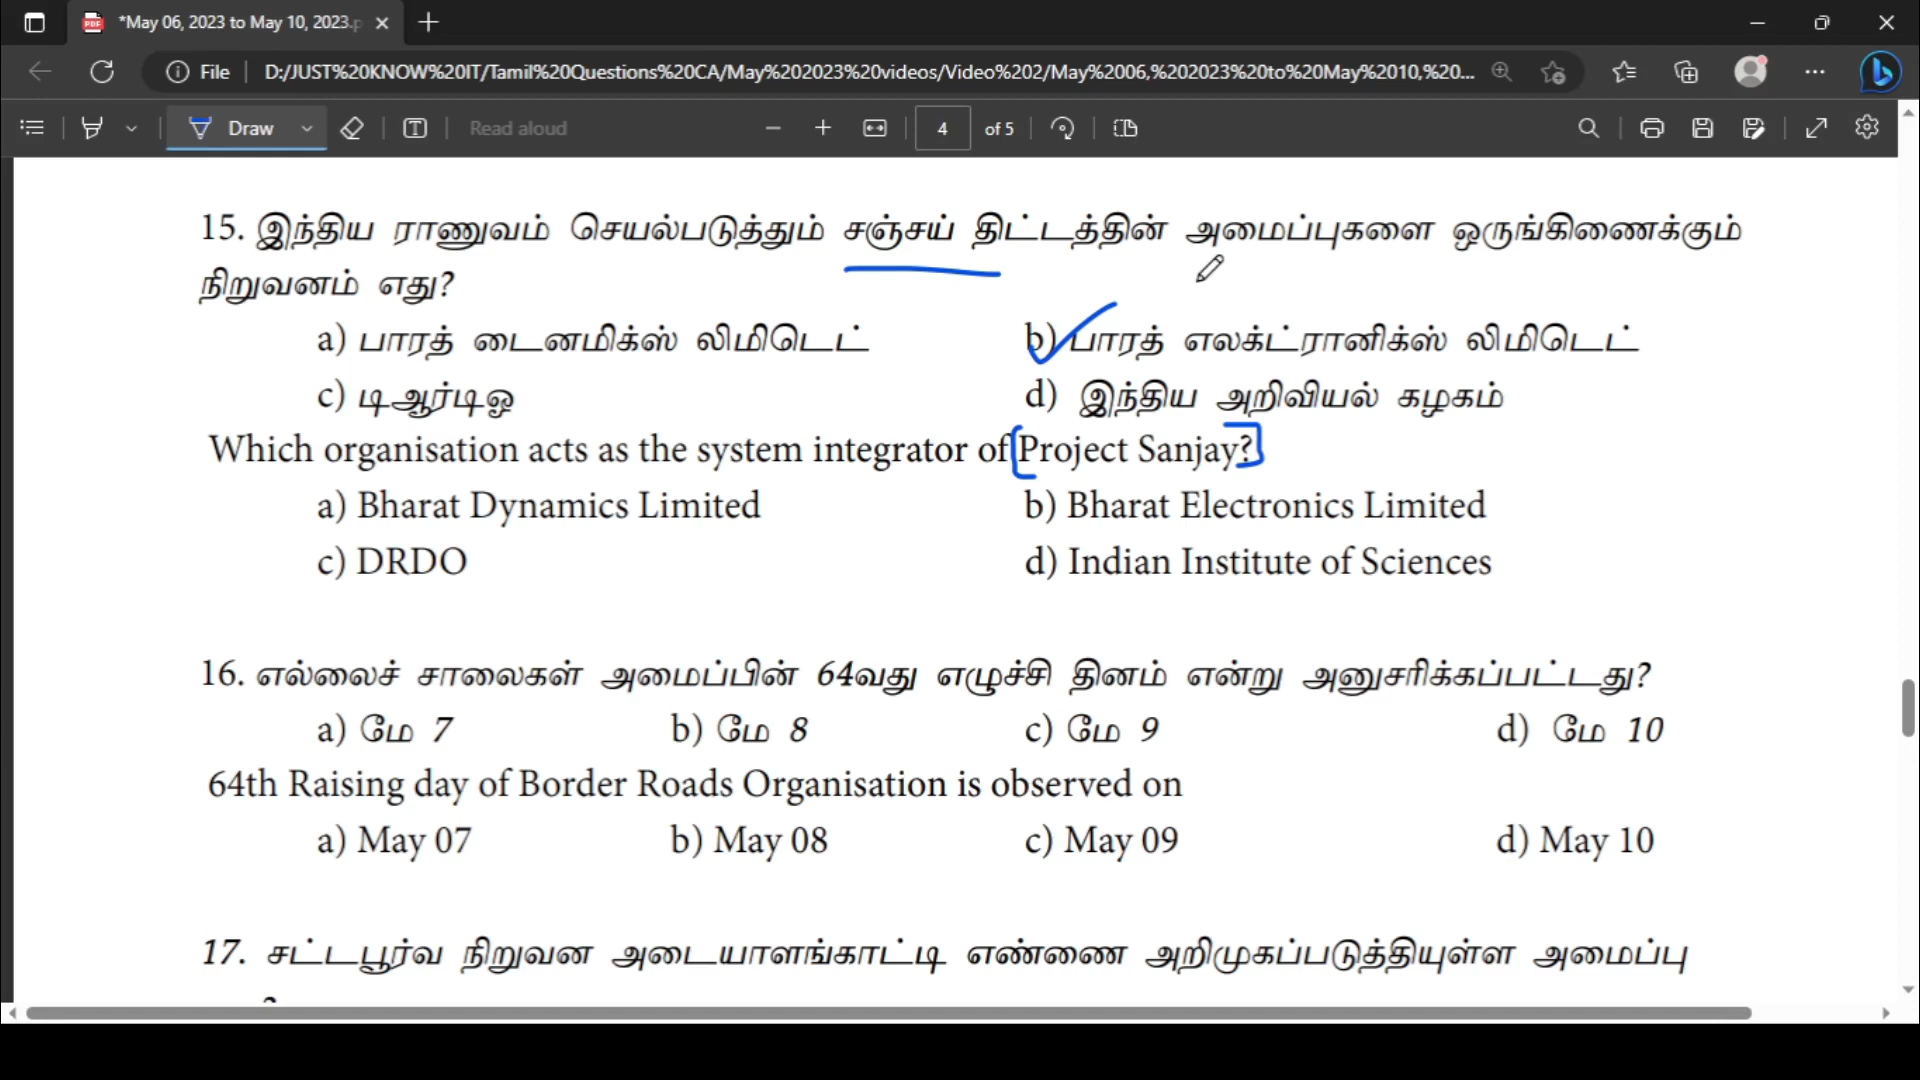 *May 06, 2023 to May 10, 2023.p
File D:/JUST%20KNOW%20IT/Tamil%20Questions%20CA/May%202023%20videos/Video%202/May%2006,%202023%20to%20May%2010,%20...
Draw Read aloud 4 of 5
15. இந்திய ராணுவம் செயல்படுத்தும் சஞ்சய் திட்டத்தின் அமைப்புகளை ஒருங்கிணைக்கும்
நிறுவனம் எது?
a) பாரத் டைனமிக்ஸ் லிமிடெட் b) பாரத் எலக்ட்ரானிக்ஸ் லிமிடெட்
c) டிஆர்டிஓ d) இந்திய அறிவியல் கழகம்
Which organisation acts as the system integrator of Project Sanjay?
a) Bharat Dynamics Limited b) Bharat Electronics Limited
c) DRDO d) Indian Institute of Sciences
16. எல்லைச் சாலைகள் அமைப்பின் 64வது எழுச்சி தினம் என்று அனுசரிக்கப்பட்டது?
a) மே 7 b) மே 8 c) மே 9 d) மே 10
64th Raising day of Border Roads Organisation is observed on
a) May 07 b) May 08 c) May 09 d) May 10
17. சட்டபூர்வ நிறுவன அடையாளங்காட்டி எண்ணை அறிமுகப்படுத்தியுள்ள அமைப்பு